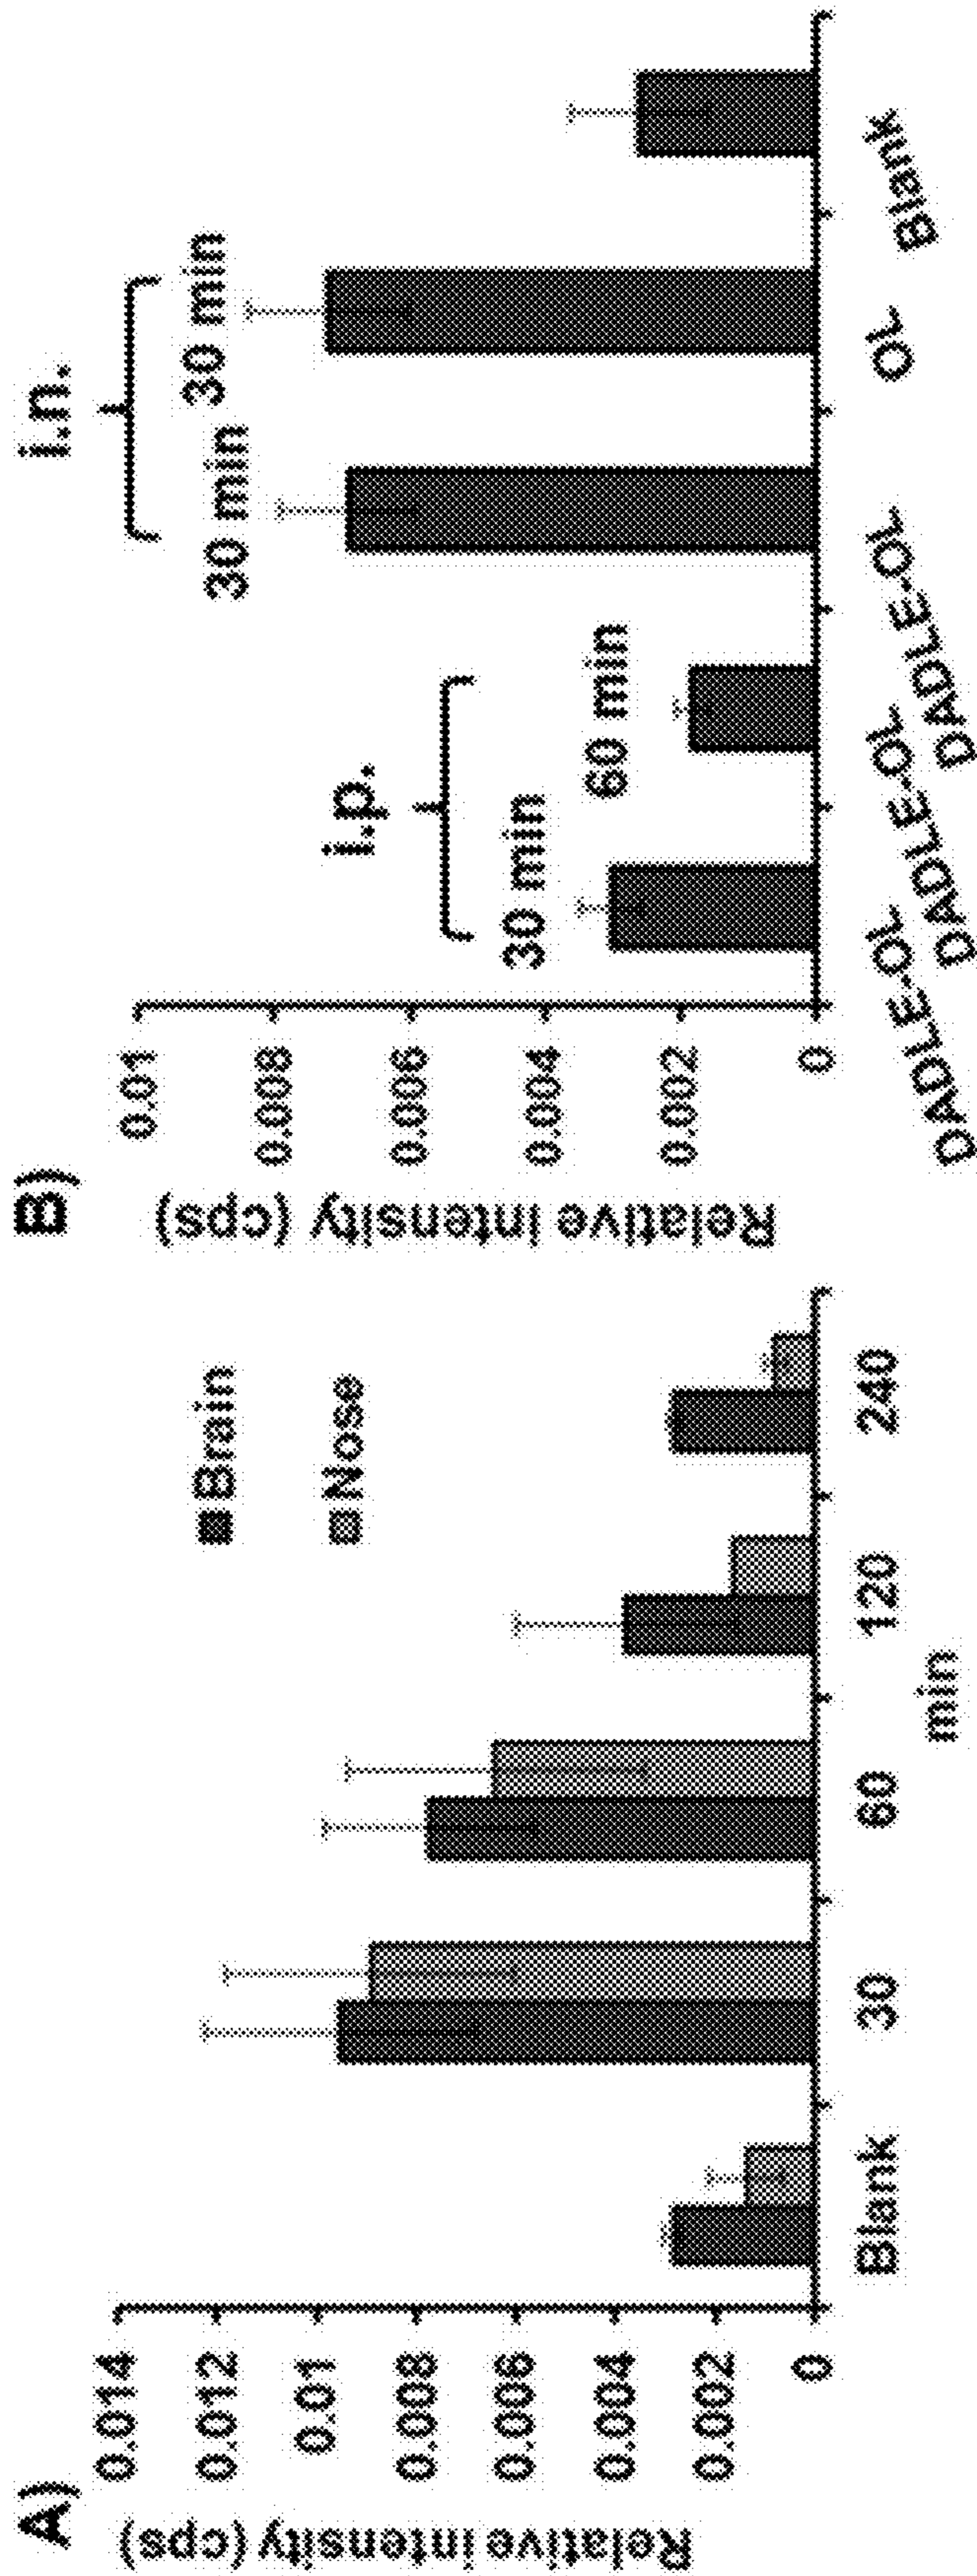 A)
Relative intensity (cps)
0.014
0.012
0.01
0.008
0.006
0.004
0.002
0
Brain
Nose
Blank
30
60
120
240
min
B)
Relative intensity (cps)
0.01
0.008
0.006
0.004
0.002
0
i.p.
30 min
60 min
i.n.
30 min
30 min
DADLE-OL
DADLE-OL
DADLE-OL
OL
Blank